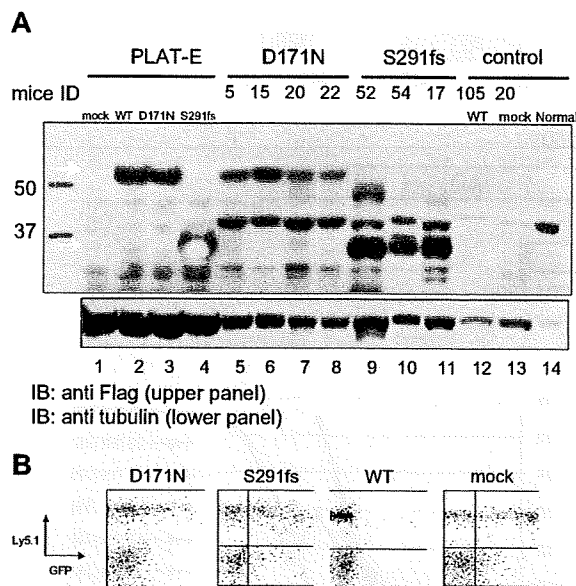 A
PLAT-E D171N S291fs control
mice ID 5 15 20 22 52 54 17 105 20
mock WT D171N S291fs WT mock Normal
50
37
1 2 3 4 5 6 7 8 9 10 11 12 13 14
IB: anti Flag (upper panel)
IB: anti tubulin (lower panel)
B
D171N S291fs WT mock
Ly5.1
GFP